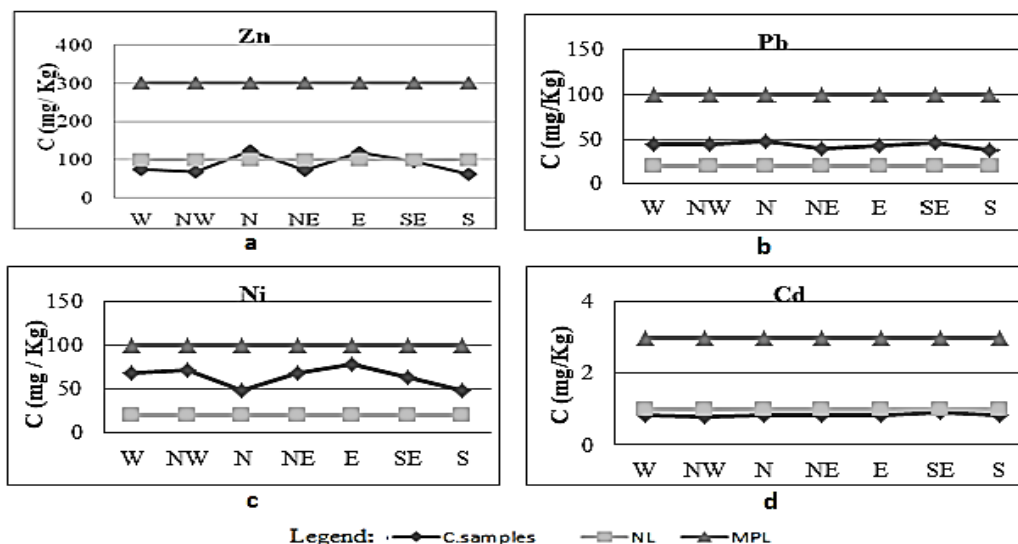 Zn
C (mg/ Kg)
400
300
200
100
0
W NW N NE E SE S
a
Pb
C (mg/Kg)
150
100
50
0
W NW N NE E SE S
b
Ni
C (mg / Kg)
150
100
50
0
W NW N NE E SE S
c
Cd
C (mg/Kg)
4
2
0
W NW N NE E SE S
d
Legend: C.samples NL MPL